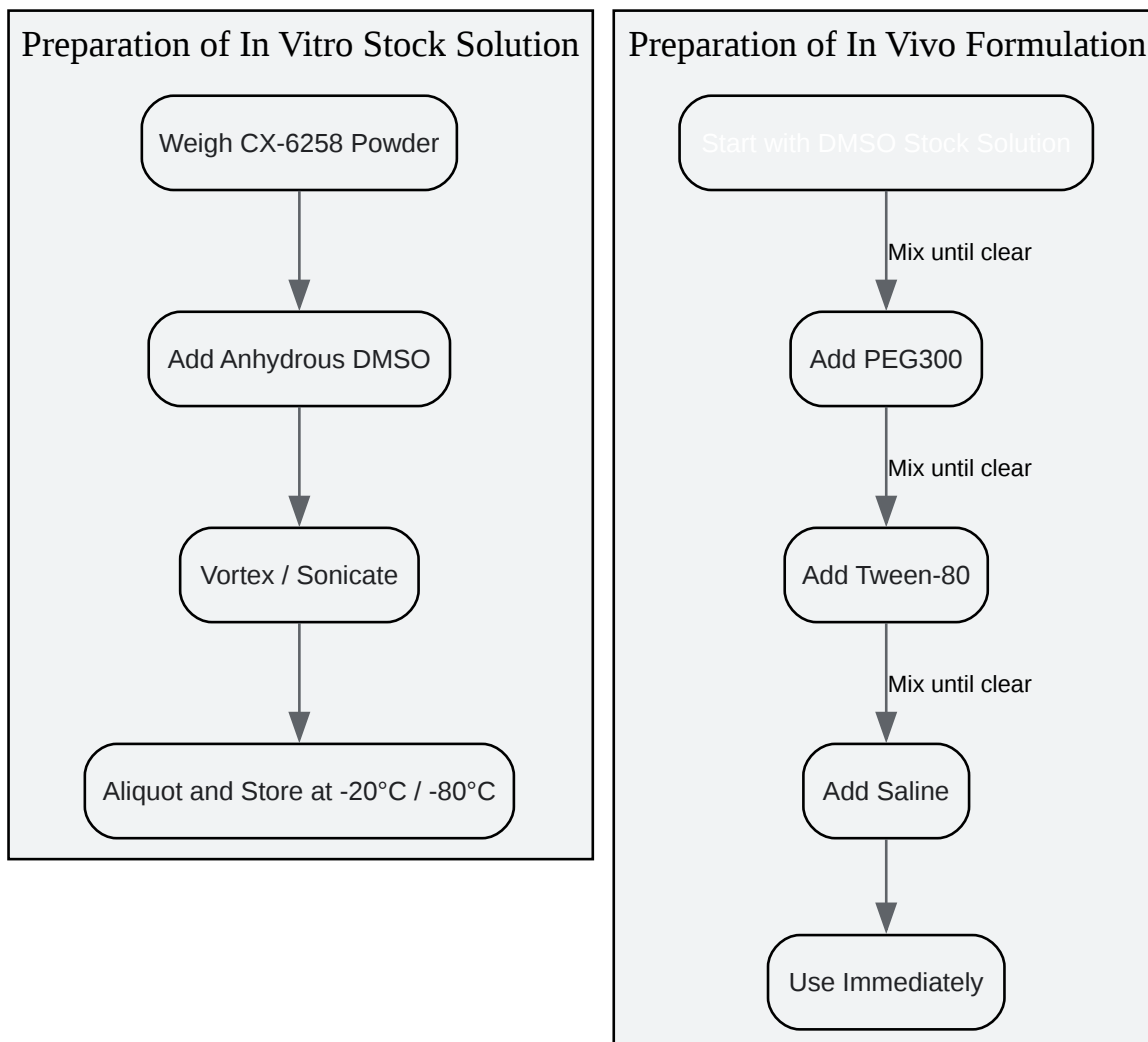 Preparation of In Vitro Stock Solution
Weigh CX-6258 Powder
Add Anhydrous DMSO
Vortex / Sonicate
Aliquot and Store at -20°C / -80°C
Preparation of In Vivo Formulation
Start with DMSO Stock Solution
Mix until clear
Add PEG300
Mix until clear
Add Tween-80
Mix until clear
Add Saline
Use Immediately